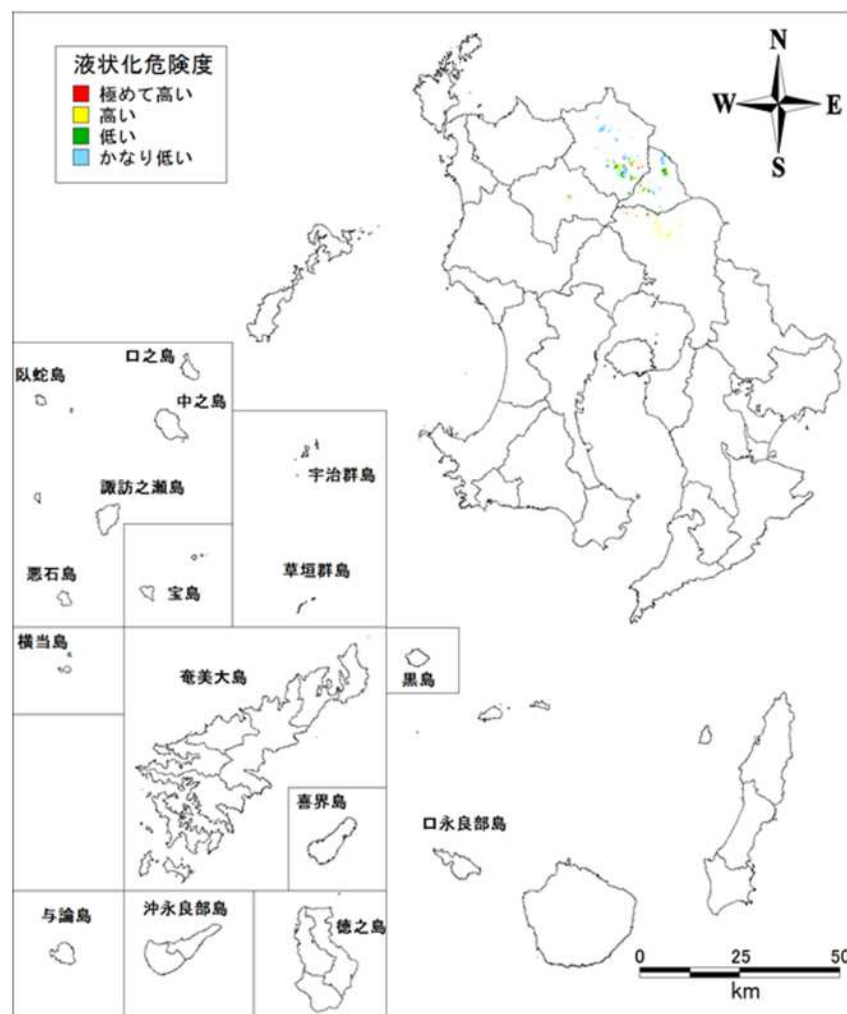 液状化危険度
極めて高い
高い
低い
かなり低い
N
W
E
S
口之島
臥蛇島
中之島
諏訪之瀬島
悪石島
宝島
宇治群島
草垣群島
横当島
奄美大島
黒島
喜界島
口永良部島
与論島
沖永良部島
徳之島
0 25 50
km